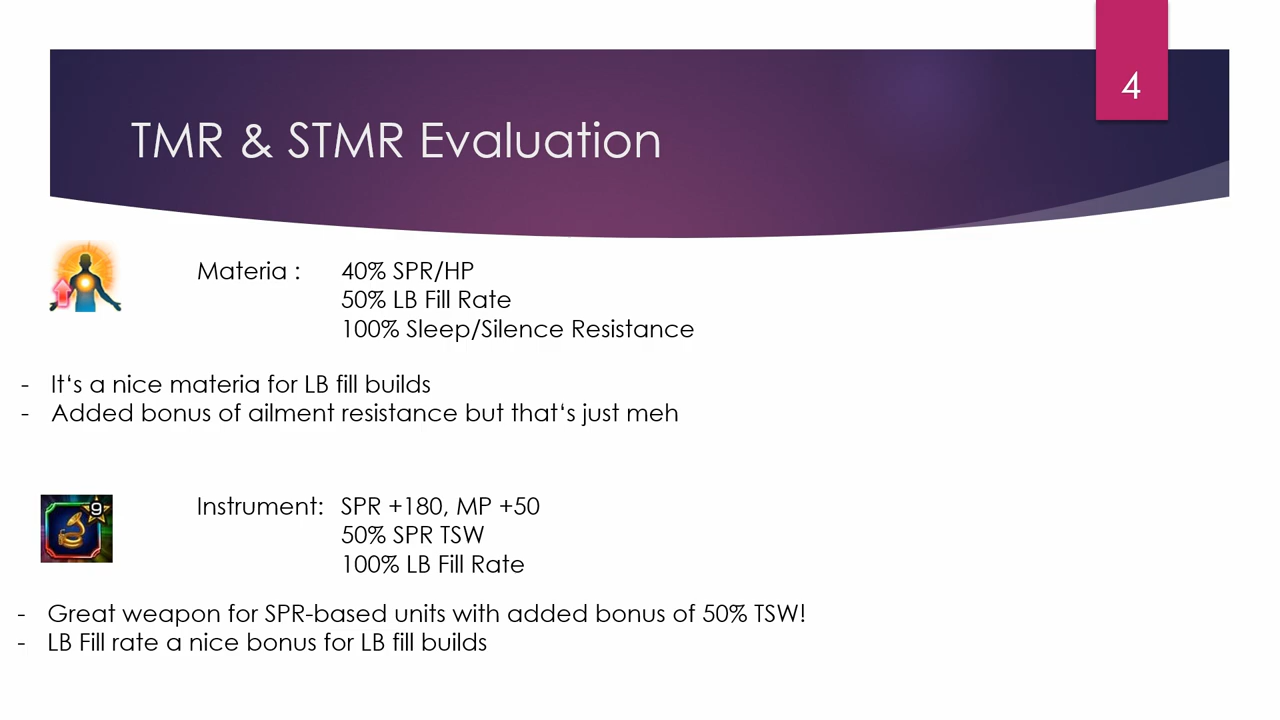 4
TMR & STMR Evaluation
Materia : 40% SPR/HP
50% LB Fill Rate
100% Sleep/Silence Resistance
- It‘s a nice materia for LB fill builds
- Added bonus of ailment resistance but that‘s just meh
9
Instrument: SPR +180, MP +50
50% SPR TSW
100% LB Fill Rate
- Great weapon for SPR-based units with added bonus of 50% TSW!
- LB Fill rate a nice bonus for LB fill builds